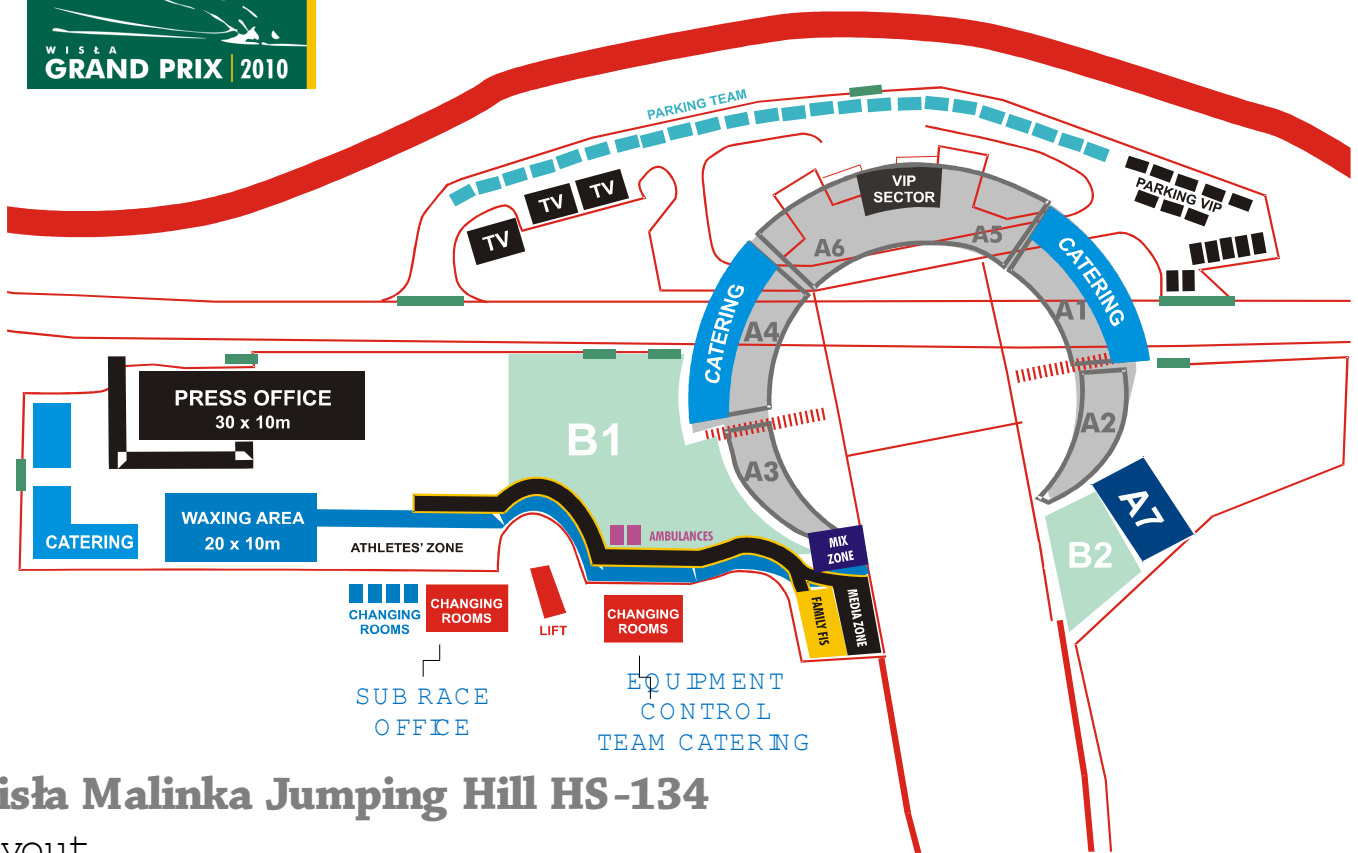 WISŁA
GRAND PRIX | 2010
PARKING TEAM
TV
TV
TV
VIP
SECTOR
PARKING VIP
A6
A5
CATERING
CATERING
A4
A1
PRESS OFFICE
30 x 10m
B1
A2
A3
A7
WAXING AREA
20 x 10m
CATERING
ATHLETES' ZONE
AMBULANCES
MIX
ZONE
B2
CHANGING
ROOMS
CHANGING
ROOMS
LIFT
CHANGING
ROOMS
FAMILY FIS
MEDIA ZONE
SUB RACE
OFFICE
EQUIPMENT
CONTROL
TEAM CATERING
isła Malinka Jumping Hill HS-134
yout